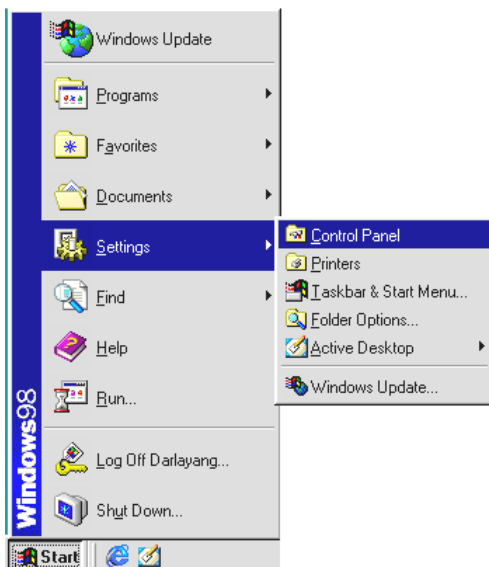 Windows Update
Programs
Favorites
Documents
Settings
Find
Help
Run...
Log Off Darlayang...
Shut Down...
Control Panel
Printers
Taskbar & Start Menu...
Folder Options...
Active Desktop
Windows Update...
Windows98
Start